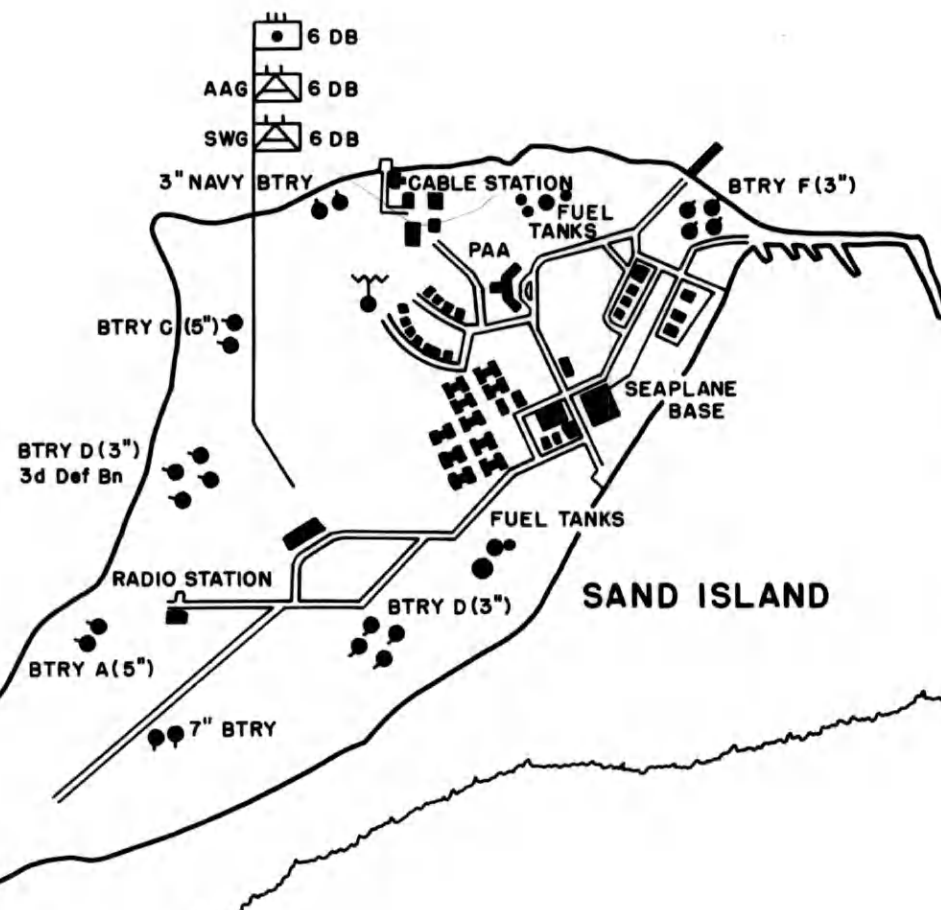 6 DB
AAG 6 DB
SWG 6 DB
3" NAVY BTRY
CABLE STATION
BTRY F (3")
FUEL
TANKS
PAA
BTRY C (5")
SEAPLANE
BASE
BTRY D (3")
3d Def Bn
FUEL TANKS
RADIO STATION
SAND ISLAND
BTRY D (3")
BTRY A (5")
7" BTRY